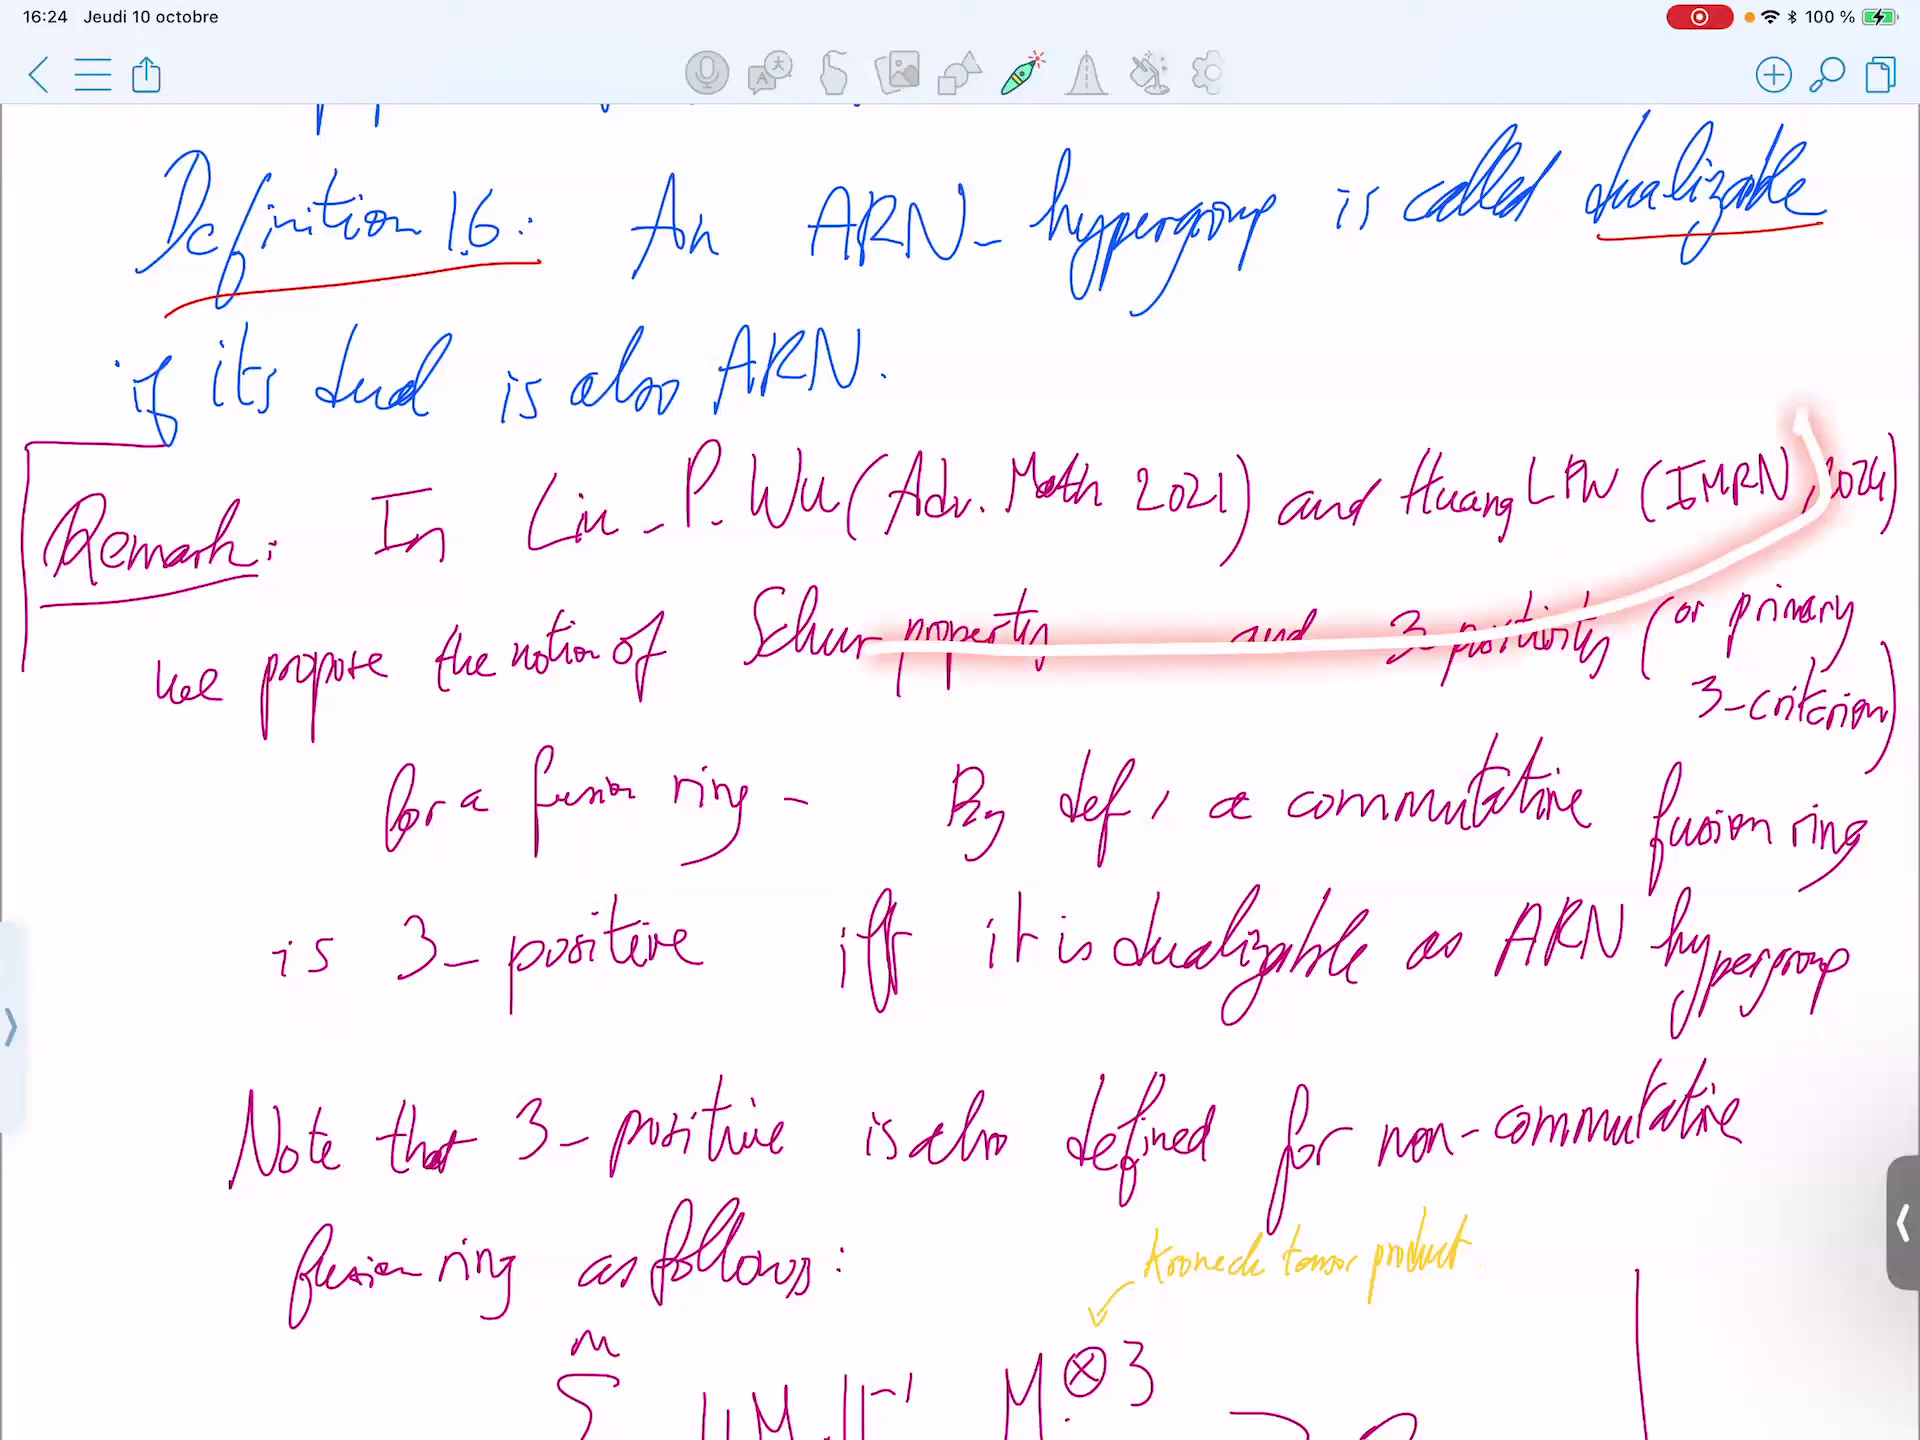 16:24 Jeudi 10 octobre 100 %
Definition 1.6: An ARN-hypergroup is called dualizable
if its dual is also ARN.
Remark: In Liu-P.Wu (Adv. Math 2021) and Huang LPW (IMRN, 2024)
we propose the notion of Schur property and 3-positivity (or primary
3-criterion)
for a fusion ring - By def, a commutative fusion ring
is 3-positive iff it is dualizable as ARN hypergroup
Note that 3-positive is also defined for non-commutative
fusion ring as follows:
Kroneck tensor product.